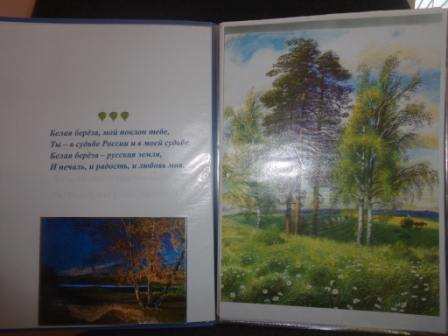 Белая берёза, мой поклон тебе,
Ты – в судьбе России и в моей судьбе.
Белая берёза – русская земля,
И печаль, и радость, и любовь моя.